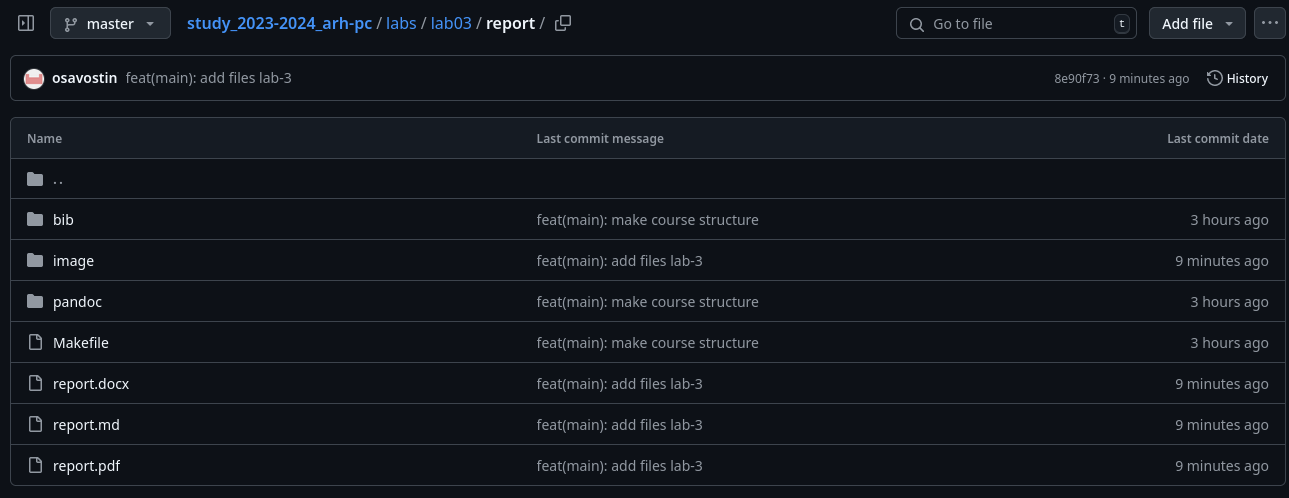 master study_2023-2024_arh-pc / labs / lab03 / report / Go to file t Add file
osavostin feat(main): add files lab-3 8e90f73 · 9 minutes ago History
Name Last commit message Last commit date
..
bib feat(main): make course structure 3 hours ago
image feat(main): add files lab-3 9 minutes ago
pandoc feat(main): make course structure 3 hours ago
Makefile feat(main): make course structure 3 hours ago
report.docx feat(main): add files lab-3 9 minutes ago
report.md feat(main): add files lab-3 9 minutes ago
report.pdf feat(main): add files lab-3 9 minutes ago